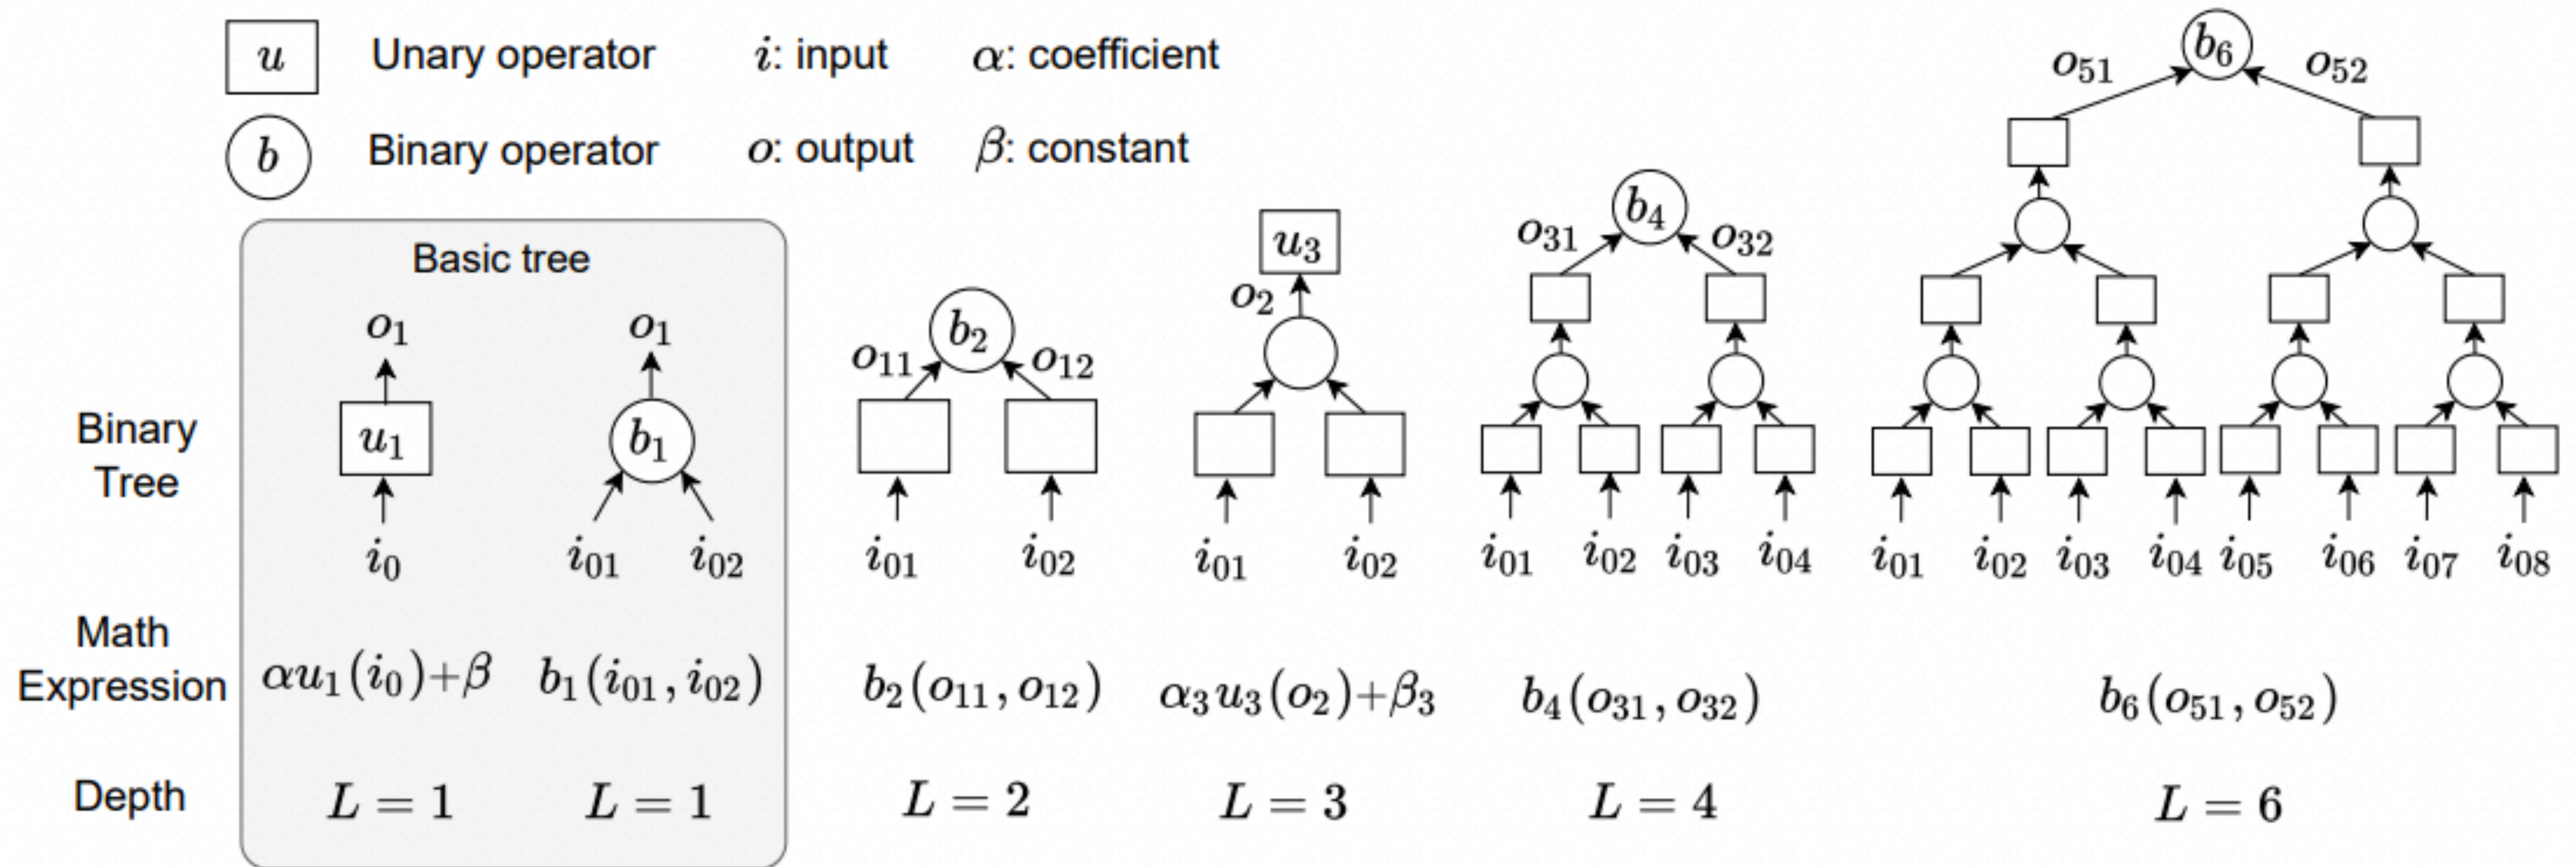 u Unary operator i: input α: coefficient
b Binary operator o: output β: constant
Basic tree
Binary
Tree
o₁
u₁
i₀
o₁
b₁
i₀₁ i₀₂
b₂
o₁₁ o₁₂
i₀₁ i₀₂
u₃
o₂
i₀₁ i₀₂
b₄
o₃₁ o₃₂
i₀₁ i₀₂ i₀₃ i₀₄
b₆
o₅₁ o₅₂
i₀₁ i₀₂ i₀₃ i₀₄ i₀₅ i₀₆ i₀₇ i₀₈
Math
Expression
αu₁(i₀)+β b₁(i₀₁, i₀₂) b₂(o₁₁, o₁₂) α₃u₃(o₂)+β₃ b₄(o₃₁, o₃₂) b₆(o₅₁, o₅₂)
Depth L = 1 L = 1 L = 2 L = 3 L = 4 L = 6